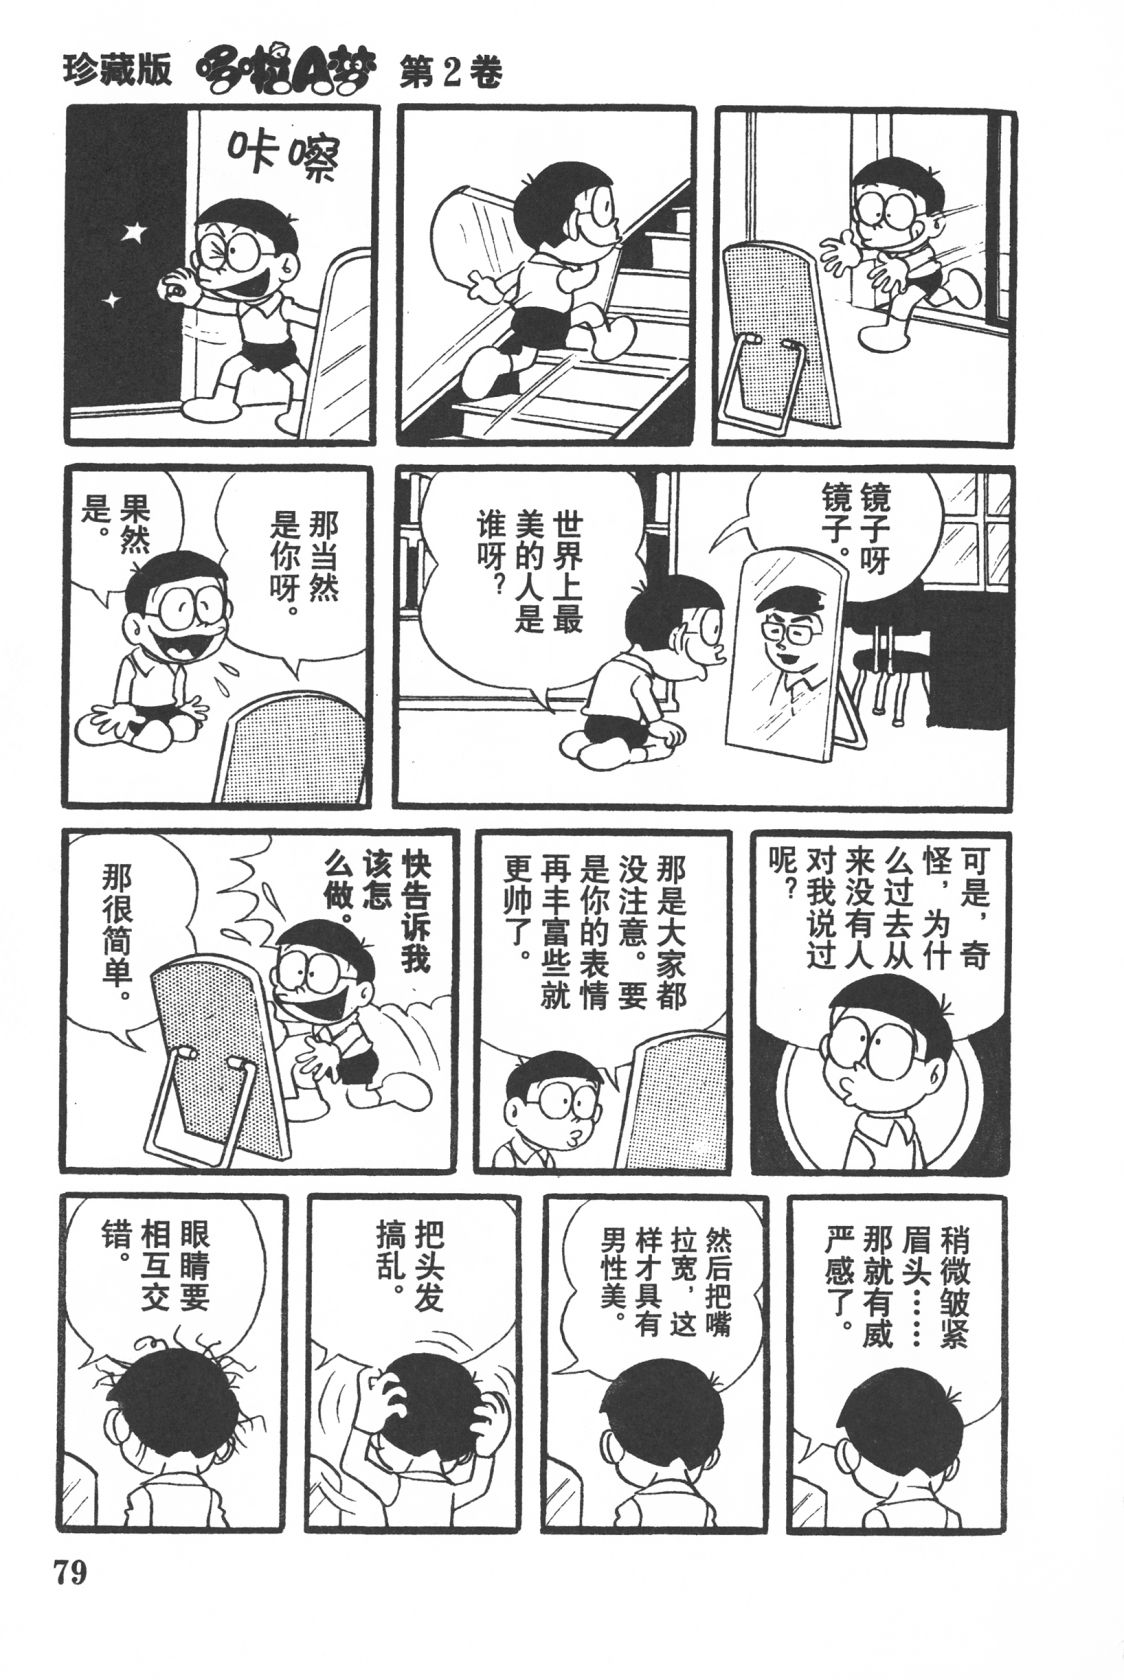 珍藏版 哆啦A梦 第2卷
咔嚓
镜子呀
镜子。
世界上最
美的人是
谁呀？
那当然
是你呀。
果然
是。
可是，奇
怪，为什
么过去从
来没有人
对我说过
呢？
那是大家都
没注意。要
是你的表情
再丰富些就
更帅了。
快告诉我
该怎
么做。
那很简单。
稍微皱紧
眉头……
那就有威
严感了。
然后把嘴
拉宽，这
样才具有
男性美。
把头发
搞乱。
眼睛要
相互交
错。
79